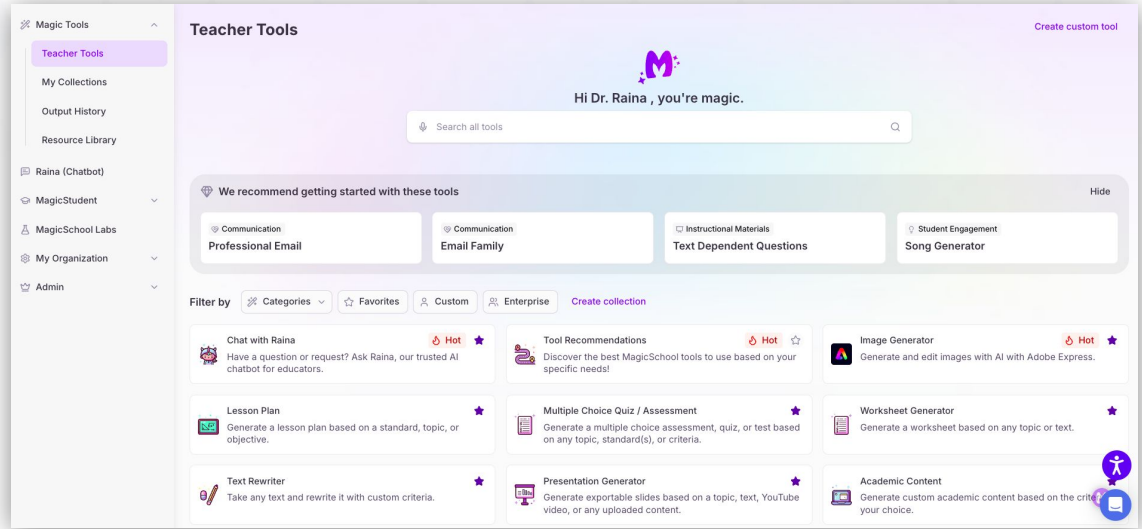 Magic Tools
Teacher Tools
My Collections
Output History
Resource Library
Raina (Chatbot)
MagicStudent
MagicSchool Labs
My Organization
Admin
Teacher Tools
Create custom tool
Hi Dr. Raina , you're magic.
Search all tools
We recommend getting started with these tools
Hide
Communication
Professional Email
Communication
Email Family
Instructional Materials
Text Dependent Questions
Student Engagement
Song Generator
Filter by
Categories
Favorites
Custom
Enterprise
Create collection
Chat with Raina
Hot
Have a question or request? Ask Raina, our trusted AI
chatbot for educators.
Tool Recommendations
Hot
Discover the best MagicSchool tools to use based on your
specific needs!
Image Generator
Hot
Generate and edit images with AI with Adobe Express.
Lesson Plan
Generate a lesson plan based on a standard, topic, or
objective.
Multiple Choice Quiz / Assessment
Generate a multiple choice assessment, quiz, or test based
on any topic, standard(s), or criteria.
Worksheet Generator
Generate a worksheet based on any topic or text.
Text Rewriter
Take any text and rewrite it with custom criteria.
Presentation Generator
Generate exportable slides based on a topic, text, YouTube
video, or any uploaded content.
Academic Content
Generate custom academic content based on the
your choice.